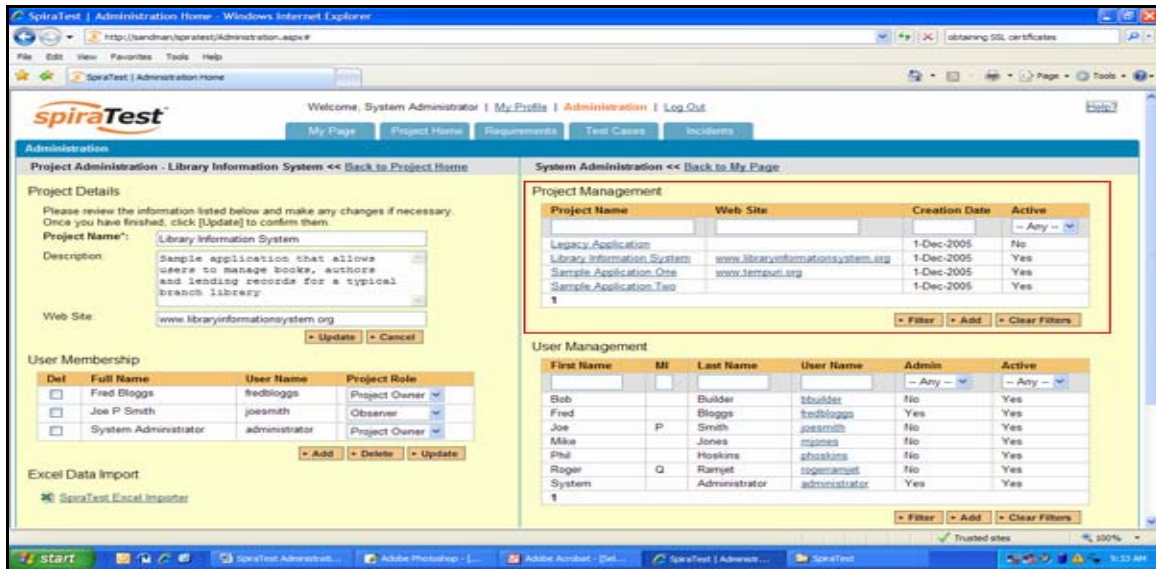 SpiraTest | Administration Home - Windows Internet Explorer
http://sandman/spiratest/Administration.aspx#
obtaining SSL certificates
File Edit View Favorites Tools Help
SpiraTest | Administration Home
Page Tools
spiraTest
Welcome, System Administrator | My Profile | Administration | Log Out
Help?
My Page Project Home Requirements Test Cases Incidents
Administration
Project Administration - Library Information System << Back to Project Home
Project Details
Please review the information listed below and make any changes if necessary.
Once you have finished, click [Update] to confirm them.
Project Name*: Library Information System
Description: Sample application that allows
users to manage books, authors
and lending records for a typical
branch library
Web Site: www.libraryinformationsystem.org
Update Cancel
User Membership
Del Full Name User Name Project Role
Fred Bloggs fredbloggs Project Owner
Joe P Smith joesmith Observer
System Administrator administrator Project Owner
Add Delete Update
Excel Data Import
SpiraTest Excel Importer
System Administration << Back to My Page
Project Management
Project Name Web Site Creation Date Active
-- Any --
Legacy Application 1-Dec-2005 No
Library Information System www.libraryinformationsystem.org 1-Dec-2005 Yes
Sample Application One www.tempuri.org 1-Dec-2005 Yes
Sample Application Two 1-Dec-2005 Yes
1
Filter Add Clear Filters
User Management
First Name MI Last Name User Name Admin Active
-- Any -- -- Any --
Bob Builder bbuilder No Yes
Fred Bloggs fredbloggs Yes Yes
Joe P Smith joesmith No Yes
Mike Jones mjones No Yes
Phil Hoskins phoskins No Yes
Roger Q Ramjet rogerramjet No Yes
System Administrator administrator Yes Yes
1
Filter Add Clear Filters
Trusted sites 100%
start
SpiraTest Administrati...
Adobe Photoshop - [...
Adobe Acrobat - [Sel...
SpiraTest | Administr...
SpiraTest
9:33 AM